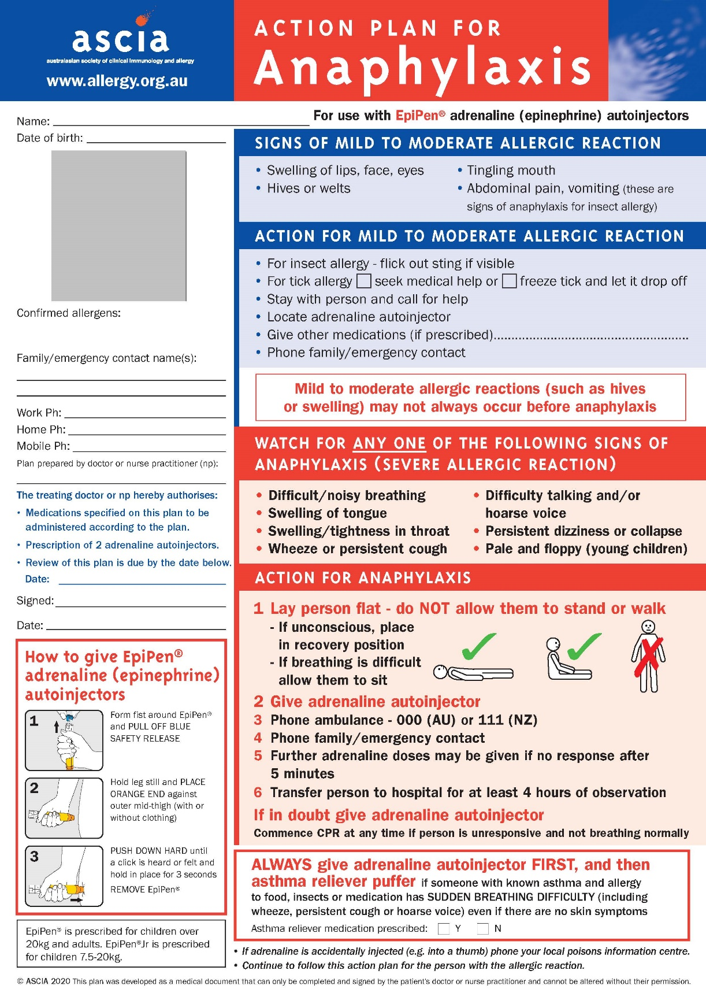 ascia
australasian society of clinical immunology and allergy
www.allergy.org.au
ACTION PLAN FOR
Anaphylaxis
For use with EpiPen® adrenaline (epinephrine) autoinjectors
Name:
Date of birth:
Confirmed allergens:
Family/emergency contact name(s):
Work Ph:
Home Ph:
Mobile Ph:
Plan prepared by doctor or nurse practitioner (np):
The treating doctor or np hereby authorises:
• Medications specified on this plan to be
administered according to the plan.
• Prescription of 2 adrenaline autoinjectors.
• Review of this plan is due by the date below.
Date:
Signed:
Date:
How to give EpiPen®
adrenaline (epinephrine)
autoinjectors
1
Form fist around EpiPen®
and PULL OFF BLUE
SAFETY RELEASE
2
Hold leg still and PLACE
ORANGE END against
outer mid-thigh (with or
without clothing)
3
PUSH DOWN HARD until
a click is heard or felt and
hold in place for 3 seconds
REMOVE EpiPen®
EpiPen® is prescribed for children over
20kg and adults. EpiPen®Jr is prescribed
for children 7.5-20kg.
SIGNS OF MILD TO MODERATE ALLERGIC REACTION
• Swelling of lips, face, eyes
• Hives or welts
• Tingling mouth
• Abdominal pain, vomiting (these are
signs of anaphylaxis for insect allergy)
ACTION FOR MILD TO MODERATE ALLERGIC REACTION
• For insect allergy - flick out sting if visible
• For tick allergy seek medical help or freeze tick and let it drop off
• Stay with person and call for help
• Locate adrenaline autoinjector
• Give other medications (if prescribed).......................................................
• Phone family/emergency contact
Mild to moderate allergic reactions (such as hives
or swelling) may not always occur before anaphylaxis
WATCH FOR ANY ONE OF THE FOLLOWING SIGNS OF
ANAPHYLAXIS (SEVERE ALLERGIC REACTION)
• Difficult/noisy breathing
• Swelling of tongue
• Swelling/tightness in throat
• Wheeze or persistent cough
• Difficulty talking and/or
hoarse voice
• Persistent dizziness or collapse
• Pale and floppy (young children)
ACTION FOR ANAPHYLAXIS
1 Lay person flat - do NOT allow them to stand or walk
- If unconscious, place
in recovery position
- If breathing is difficult
allow them to sit
2 Give adrenaline autoinjector
3 Phone ambulance - 000 (AU) or 111 (NZ)
4 Phone family/emergency contact
5 Further adrenaline doses may be given if no response after
5 minutes
6 Transfer person to hospital for at least 4 hours of observation
If in doubt give adrenaline autoinjector
Commence CPR at any time if person is unresponsive and not breathing normally
ALWAYS give adrenaline autoinjector FIRST, and then
asthma reliever puffer if someone with known asthma and allergy
to food, insects or medication has SUDDEN BREATHING DIFFICULTY (including
wheeze, persistent cough or hoarse voice) even if there are no skin symptoms
Asthma reliever medication prescribed: Y N
• If adrenaline is accidentally injected (e.g. into a thumb) phone your local poisons information centre.
• Continue to follow this action plan for the person with the allergic reaction.
© ASCIA 2020 This plan was developed as a medical document that can only be completed and signed by the patient's doctor or nurse practitioner and cannot be altered without their permission.